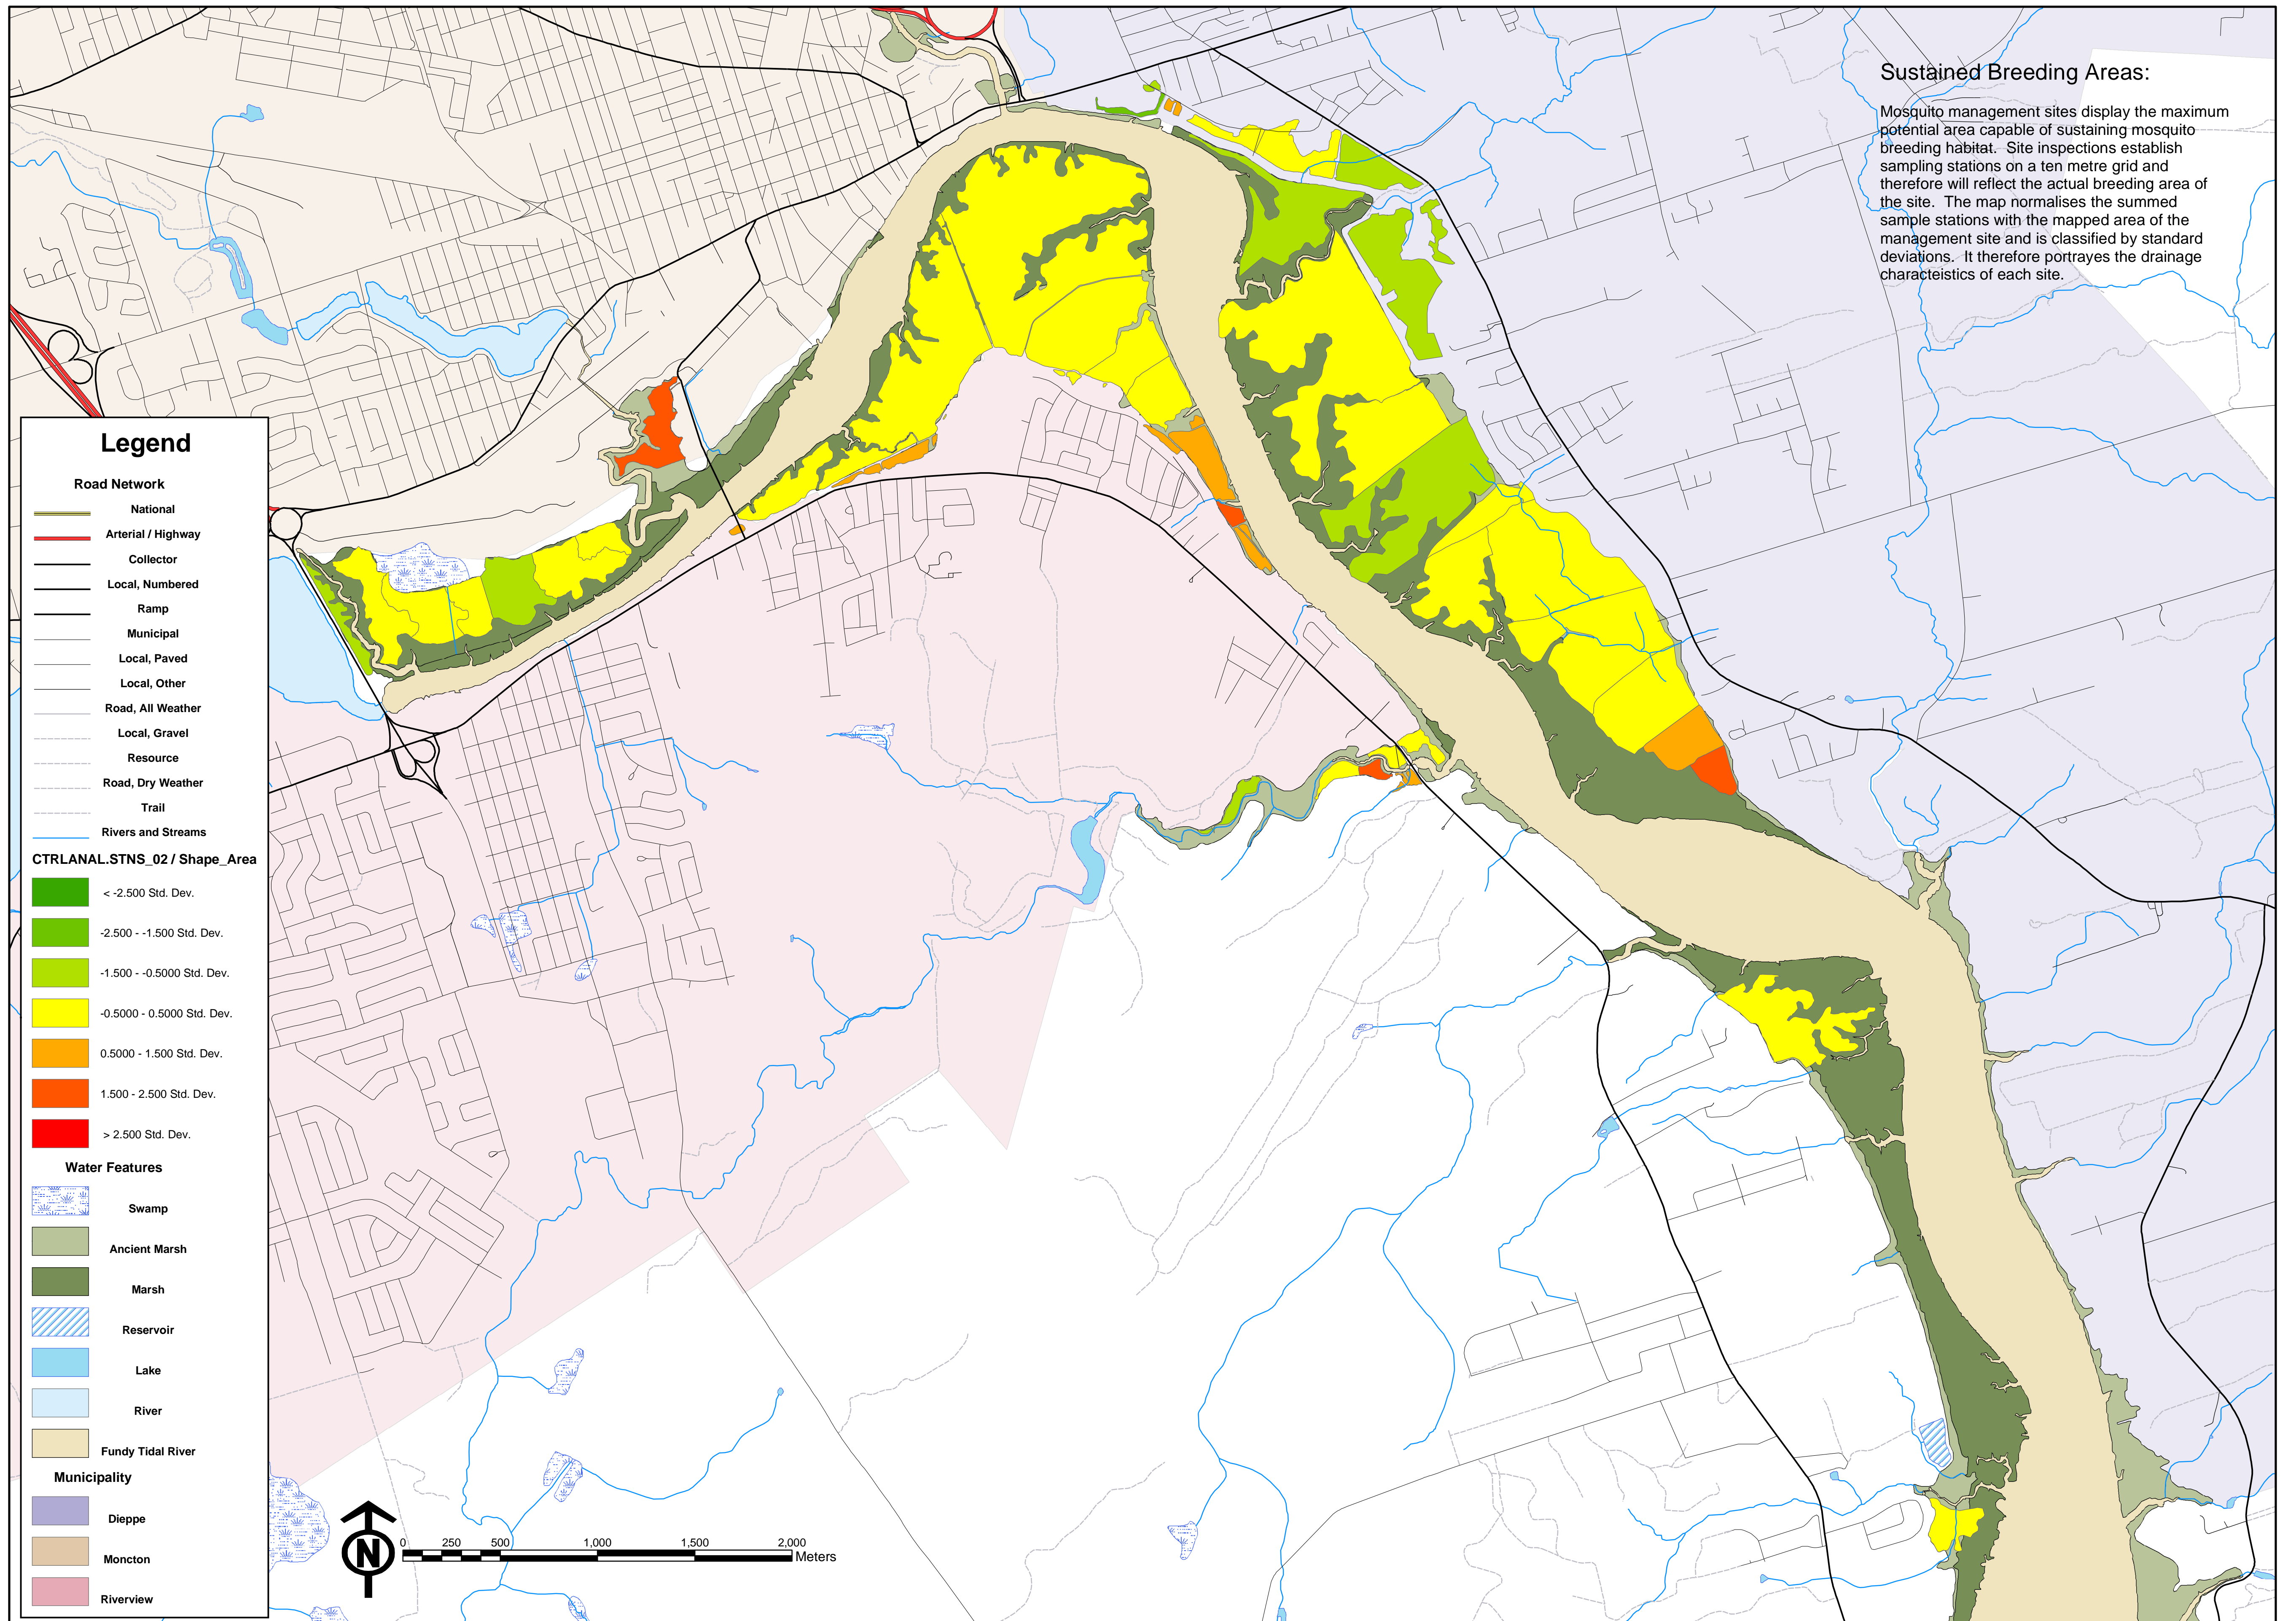 Sustained Breeding Areas:
Mosquito management sites display the maximum
potential area capable of sustaining mosquito
breeding habitat.  Site inspections establish
sampling stations on a ten metre grid and
therefore will reflect the actual breeding area of
the site.  The map normalises the summed
sample stations with the mapped area of the
management site and is classified by standard
deviations.  It therefore portrayes the drainage
characteistics of each site.
Legend
Road Network
National
Arterial / Highway
Collector
Local, Numbered
Ramp
Municipal
Local, Paved
Local, Other
Road, All Weather
Local, Gravel
Resource
Road, Dry Weather
Trail
Rivers and Streams
CTRLANAL.STNS_02 / Shape_Area
< -2.500 Std. Dev.
-2.500 - -1.500 Std. Dev.
-1.500 - -0.5000 Std. Dev.
-0.5000 - 0.5000 Std. Dev.
0.5000 - 1.500 Std. Dev.
1.500 - 2.500 Std. Dev.
> 2.500 Std. Dev.
Water Features
Swamp
Ancient Marsh
Marsh
Reservoir
Lake
River
Fundy Tidal River
Municipality
Dieppe
Moncton
Riverview
N
0 250 500 1,000 1,500 2,000
Meters